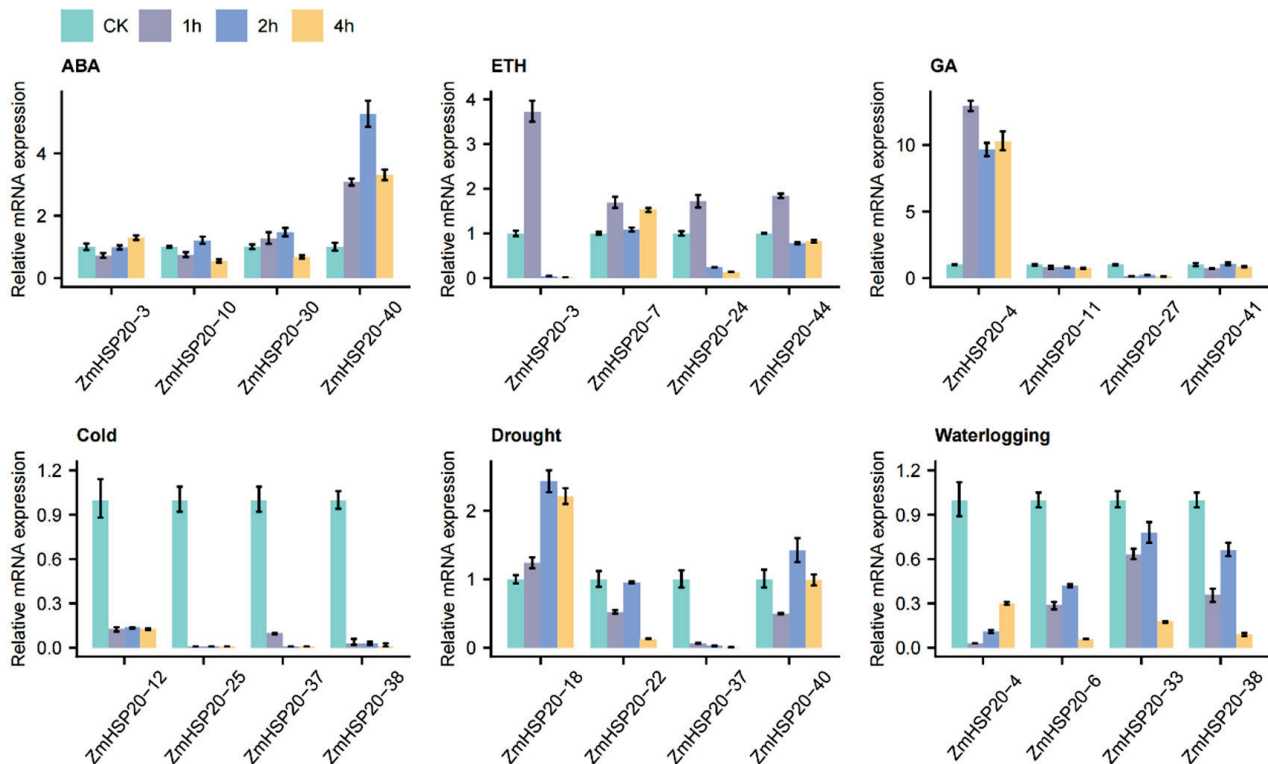 CK 1h 2h 4h
ABA
Relative mRNA expression
4
2
0
ZmHSP20-3 ZmHSP20-10 ZmHSP20-30 ZmHSP20-40
ETH
Relative mRNA expression
4
3
2
1
0
ZmHSP20-3 ZmHSP20-7 ZmHSP20-24 ZmHSP20-44
GA
Relative mRNA expression
10
5
0
ZmHSP20-4 ZmHSP20-11 ZmHSP20-27 ZmHSP20-41
Cold
Relative mRNA expression
1.2
0.9
0.6
0.3
0.0
ZmHSP20-12 ZmHSP20-25 ZmHSP20-37 ZmHSP20-38
Drought
Relative mRNA expression
2
1
0
ZmHSP20-18 ZmHSP20-22 ZmHSP20-37 ZmHSP20-40
Waterlogging
Relative mRNA expression
1.2
0.9
0.6
0.3
0.0
ZmHSP20-4 ZmHSP20-6 ZmHSP20-33 ZmHSP20-38